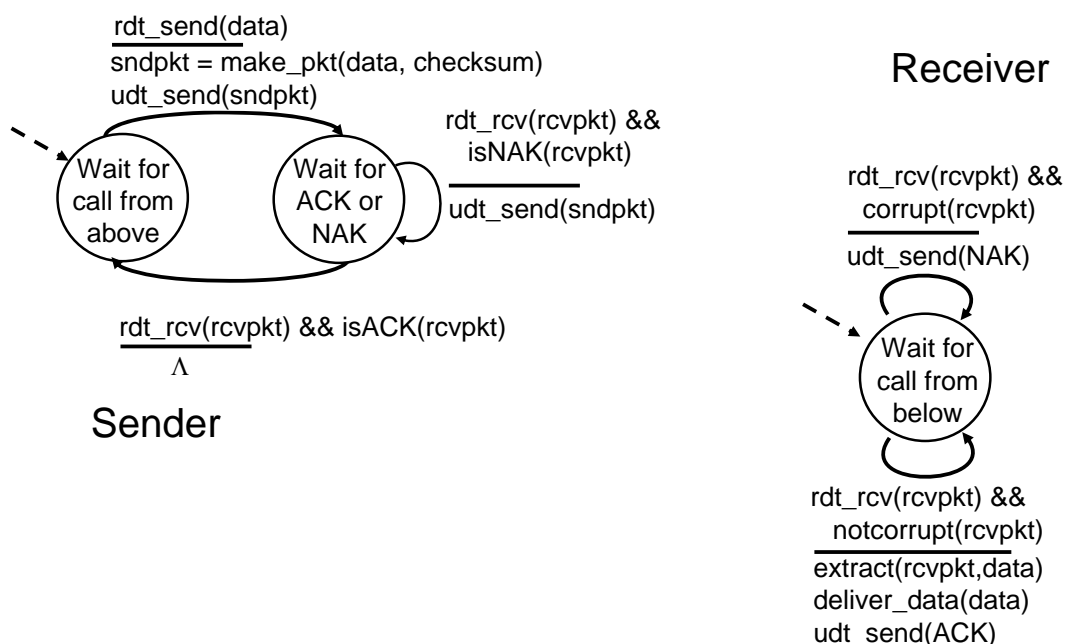 rdt_send(data)
sndpkt = make_pkt(data, checksum)
udt_send(sndpkt)
Wait for
call from
above
Wait for
ACK or
NAK
rdt_rcv(rcvpkt) &&
isNAK(rcvpkt)
udt_send(sndpkt)
rdt_rcv(rcvpkt) && isACK(rcvpkt)
Λ
Sender
Receiver
rdt_rcv(rcvpkt) &&
corrupt(rcvpkt)
udt_send(NAK)
Wait for
call from
below
rdt_rcv(rcvpkt) &&
notcorrupt(rcvpkt)
extract(rcvpkt,data)
deliver_data(data)
udt_send(ACK)